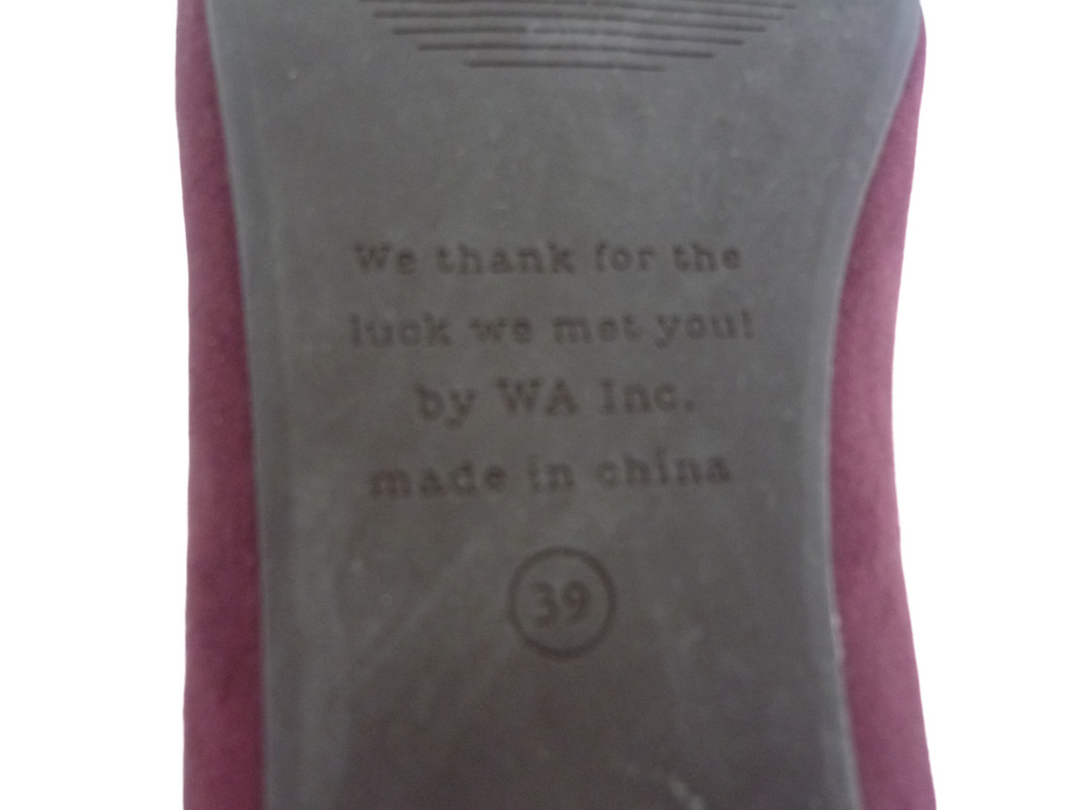 We thank for the
luck we met you!
by WA Inc.
made in china
39